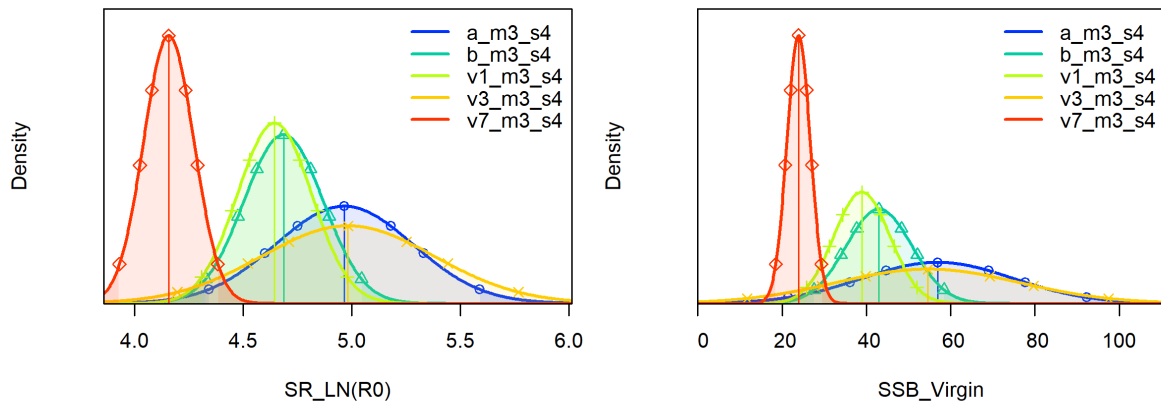 a_m3_s4
b_m3_s4
v1_m3_s4
v3_m3_s4
v7_m3_s4
Density
4.0 4.5 5.0 5.5 6.0
SR_LN(R0)
a_m3_s4
b_m3_s4
v1_m3_s4
v3_m3_s4
v7_m3_s4
Density
0 20 40 60 80 100
SSB_Virgin